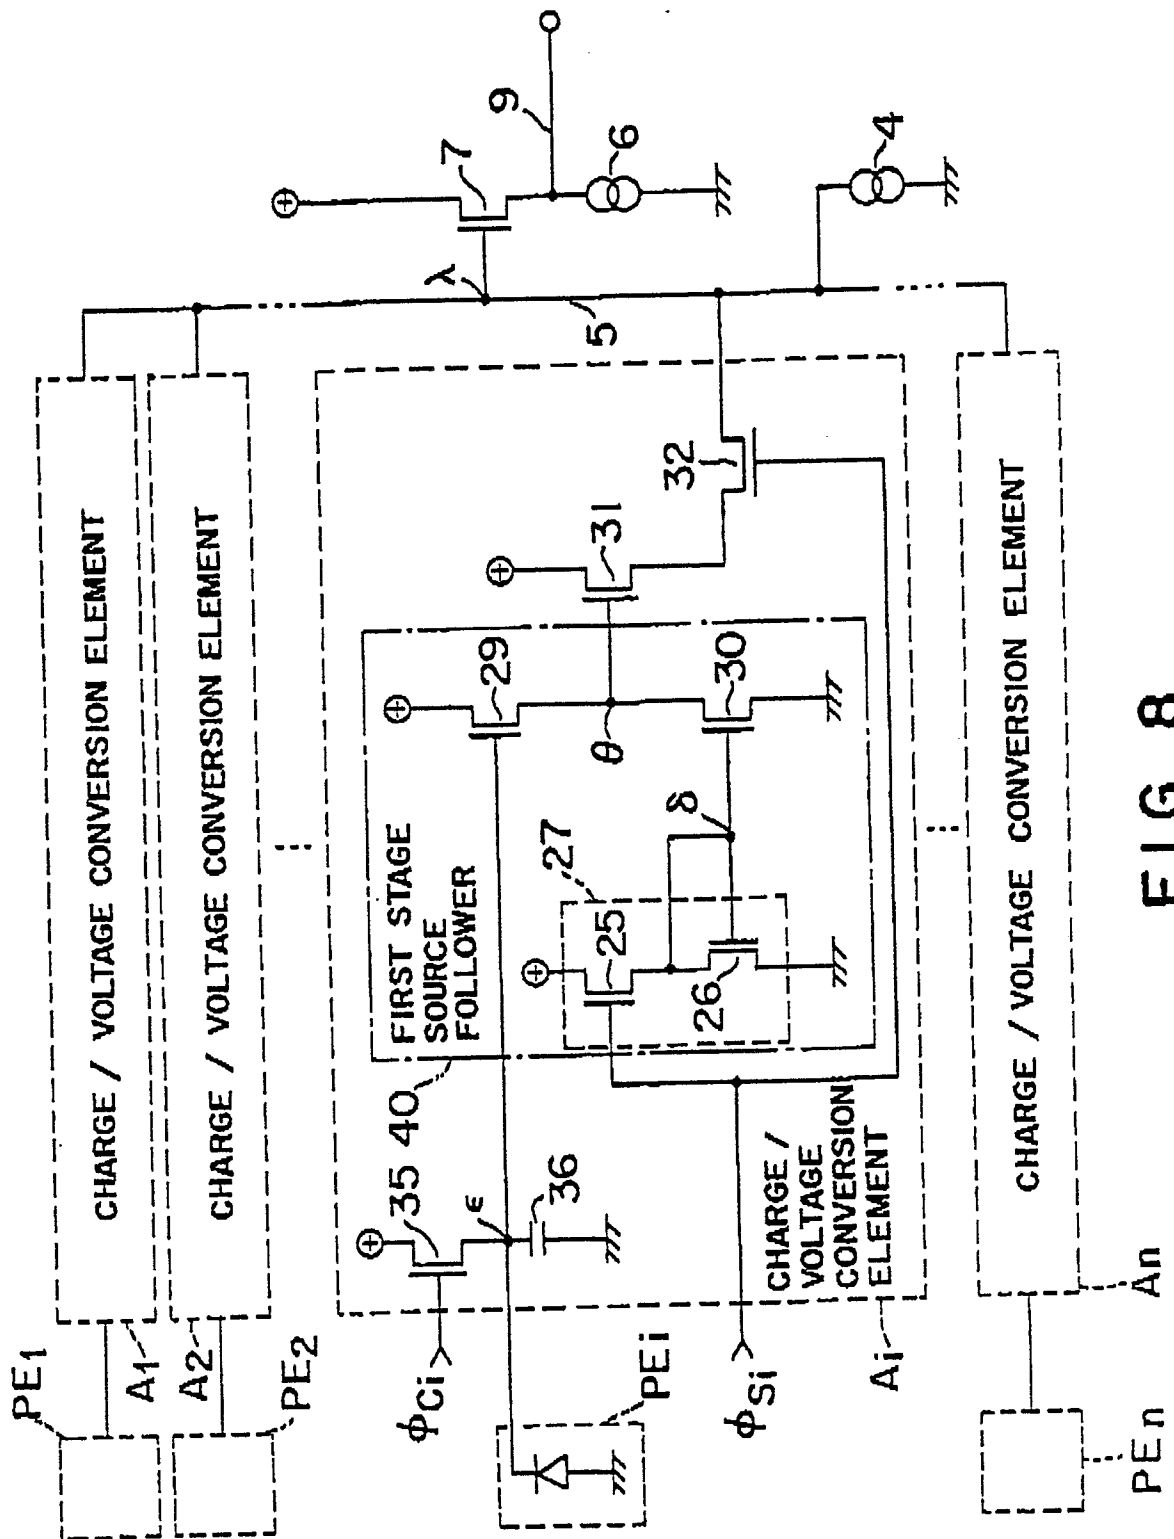 PE1
A1
CHARGE / VOLTAGE CONVERSION ELEMENT
PE2
A2
CHARGE / VOLTAGE CONVERSION ELEMENT
ϕCi
35
40
ϵ
36
FIRST STAGE
SOURCE
FOLLOWER
27
25
26
δ
29
θ
30
31
32
λ
5
7
9
6
4
PEi
ϕSi
Ai
CHARGE /
VOLTAGE
CONVERSION
ELEMENT
PEn
An
CHARGE / VOLTAGE CONVERSION ELEMENT
FIG 8